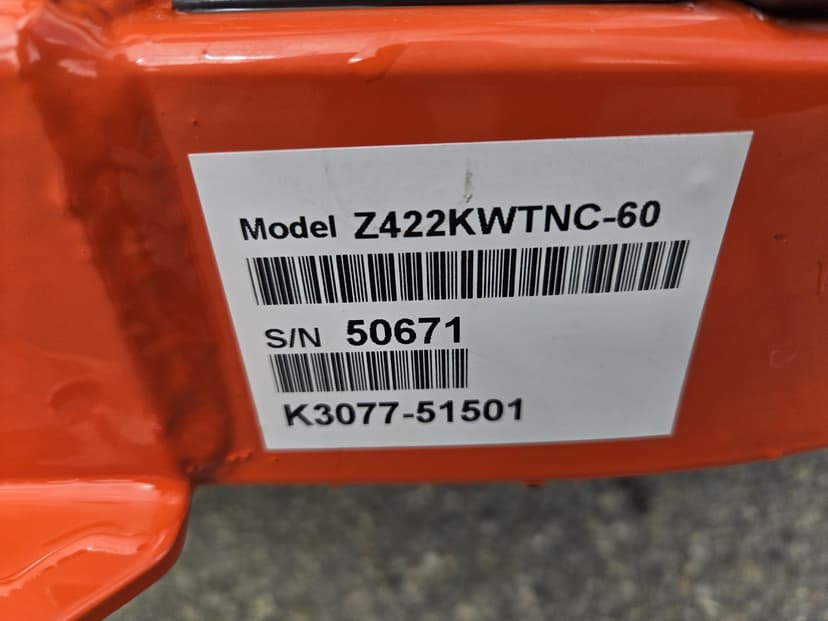 Model Z422KWTNC-60
S/N 50671
K3077-51501